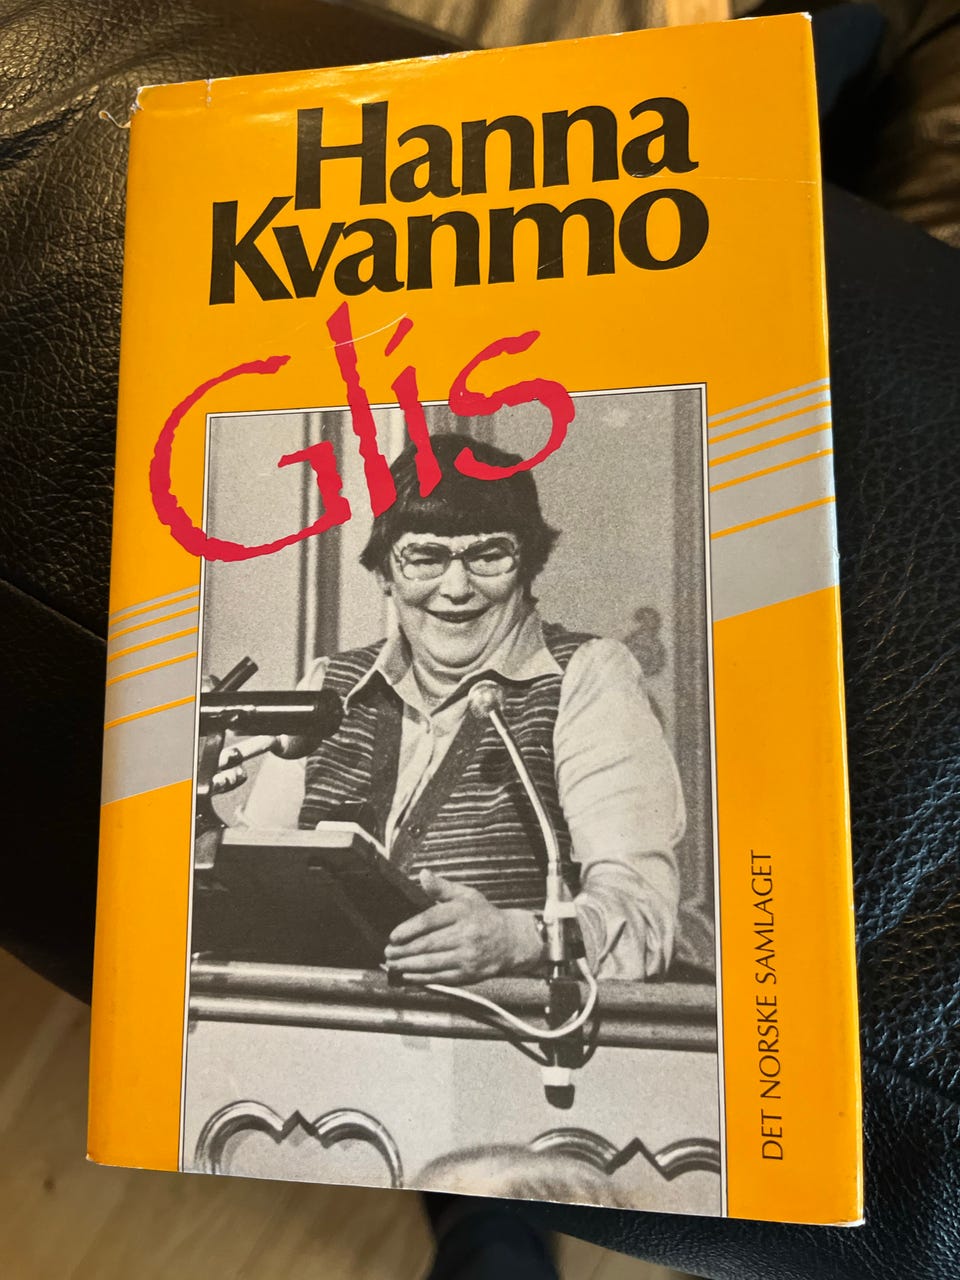 Hanna
Kvanmo
Glis
DET NORSKE SAMLAGET